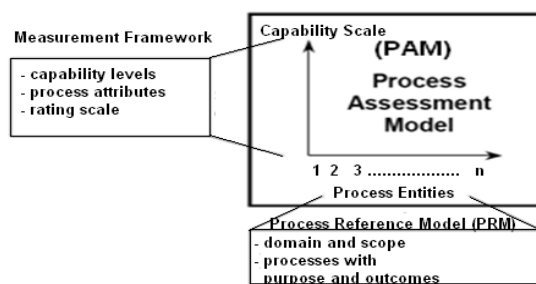 Measurement Framework
- capability levels
- process attributes
- rating scale
Capability Scale
(PAM)
Process
Assessment
Model
1 2 3 ................... n
Process Entities
Process Reference Model (PRM)
- domain and scope
- processes with
purpose and outcomes